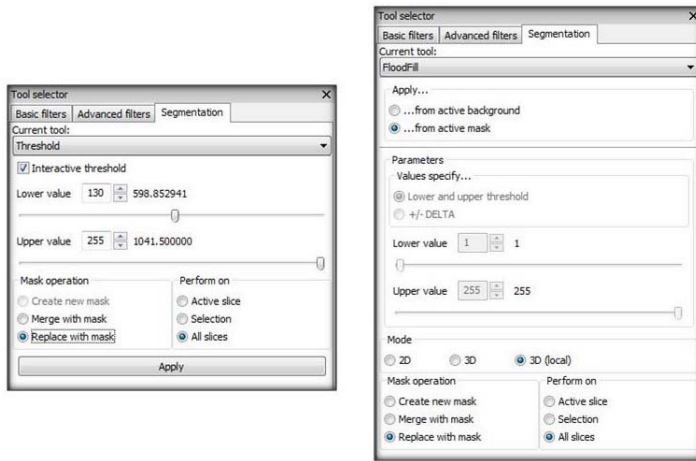 Tool selector X
Basic filters Advanced filters Segmentation
Current tool:
Threshold
Interactive threshold
Lower value 130 598.852941
Upper value 255 1041.500000
Mask operation
Create new mask
Merge with mask
Replace with mask
Perform on
Active slice
Selection
All slices
Apply
Tool selector X
Basic filters Advanced filters Segmentation
Current tool:
FloodFill
Apply...
...from active background
...from active mask
Parameters
Values specify...
Lower and upper threshold
+/- DELTA
Lower value 1 1
Upper value 255 255
Mode
2D 3D 3D (local)
Mask operation
Create new mask
Merge with mask
Replace with mask
Perform on
Active slice
Selection
All slices